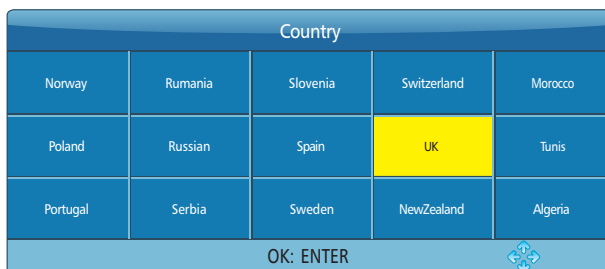 Country
Norway Rumania Slovenia Switzerland Morocco
Poland Russian Spain UK Tunis
Portugal Serbia Sweden NewZealand Algeria
OK: ENTER